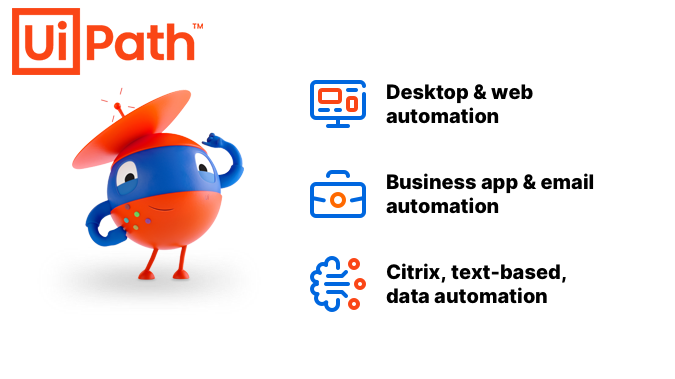 UiPath™
Desktop & web
automation
Business app & email
automation
Citrix, text-based,
data automation